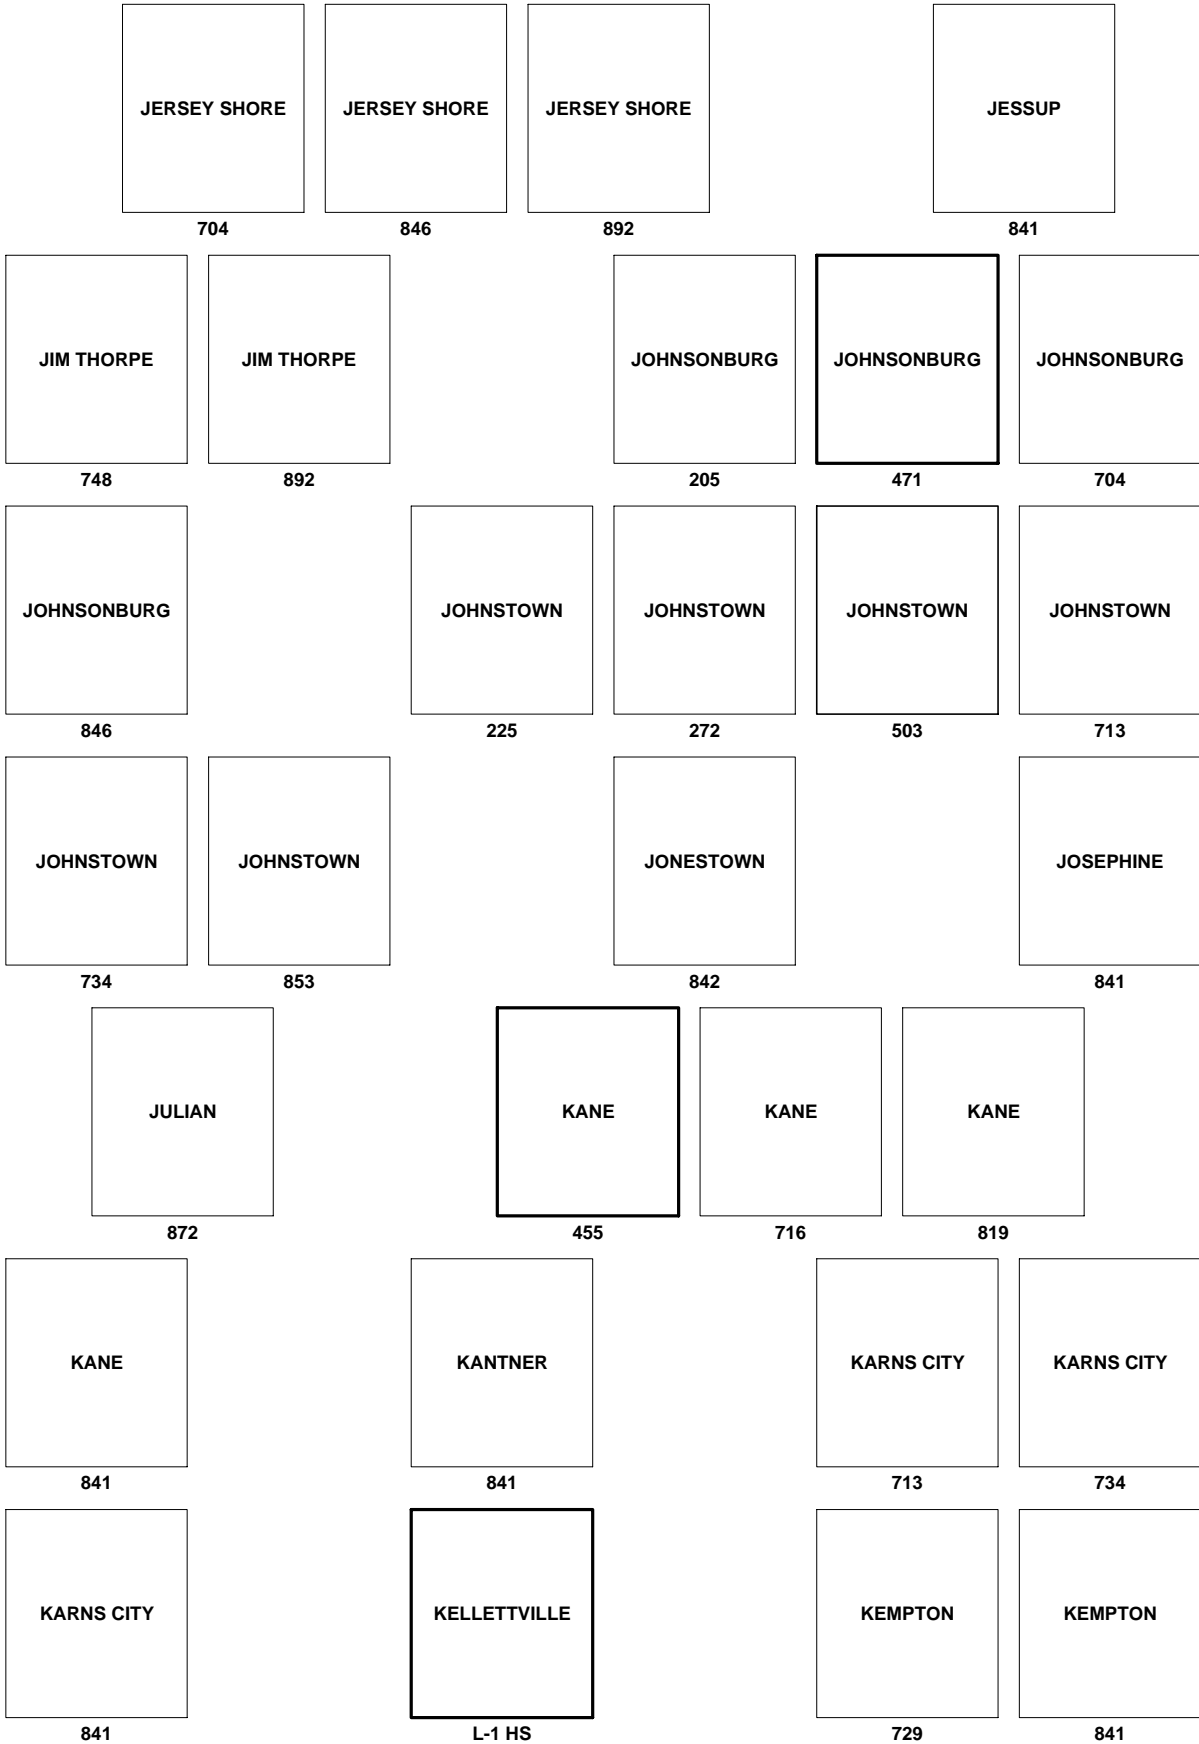 JERSEY SHORE JERSEY SHORE JERSEY SHORE JESSUP
704 846 892 841
JIM THORPE JIM THORPE JOHNSONBURG JOHNSONBURG JOHNSONBURG
748 892 205 471 704
JOHNSONBURG JOHNSTOWN JOHNSTOWN JOHNSTOWN JOHNSTOWN
846 225 272 503 713
JOHNSTOWN JOHNSTOWN JONESTOWN JOSEPHINE
734 853 842 841
JULIAN KANE KANE KANE
872 455 716 819
KANE KANTNER KARNS CITY KARNS CITY
841 841 713 734
KARNS CITY KELLETTVILLE KEMPTON KEMPTON
841 L-1 HS 729 841